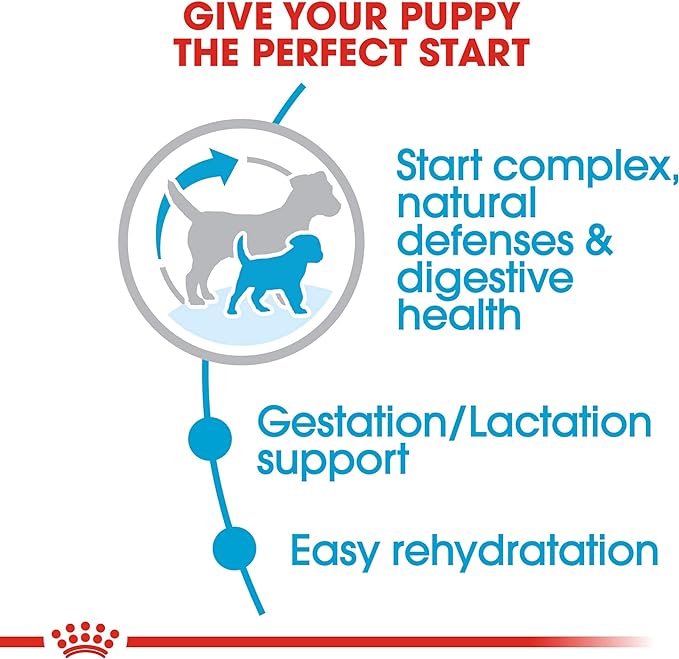 GIVE YOUR PUPPY
THE PERFECT START
Start complex,
natural
defenses &
digestive
health
Gestation/Lactation
support
Easy rehydratation